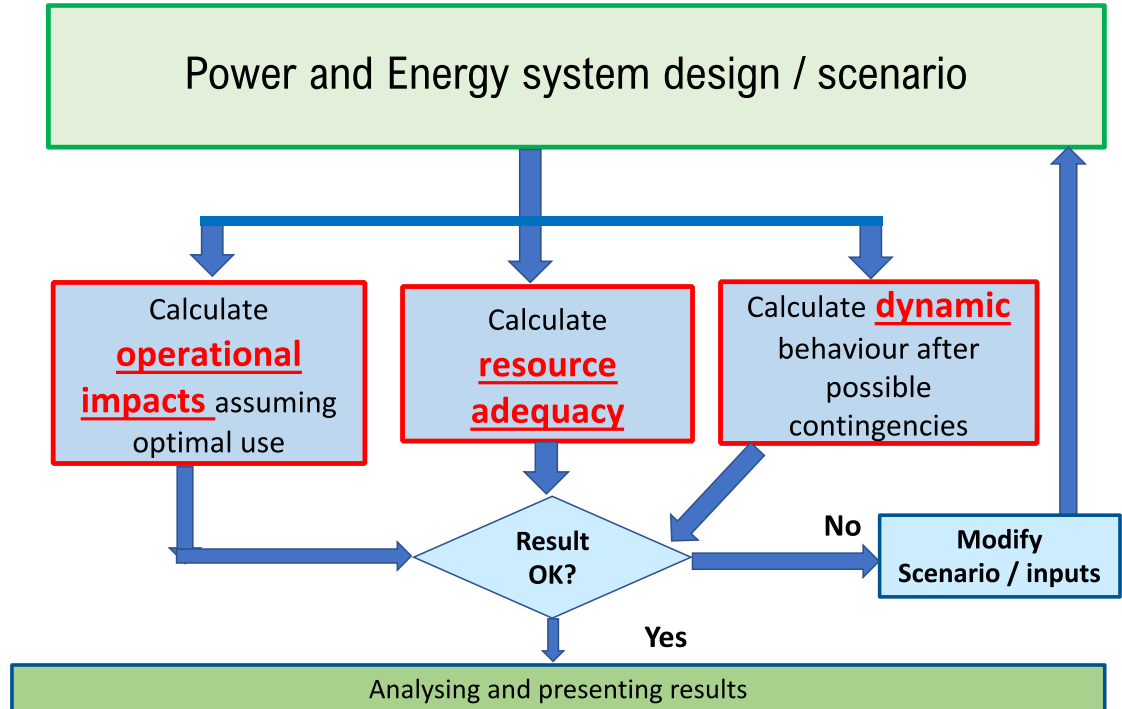 Power and Energy system design / scenario
Calculate
operational
impacts assuming
optimal use
Calculate
resource
adequacy
Calculate dynamic
behaviour after
possible
contingencies
Result
OK?
No
Modify
Scenario / inputs
Yes
Analysing and presenting results